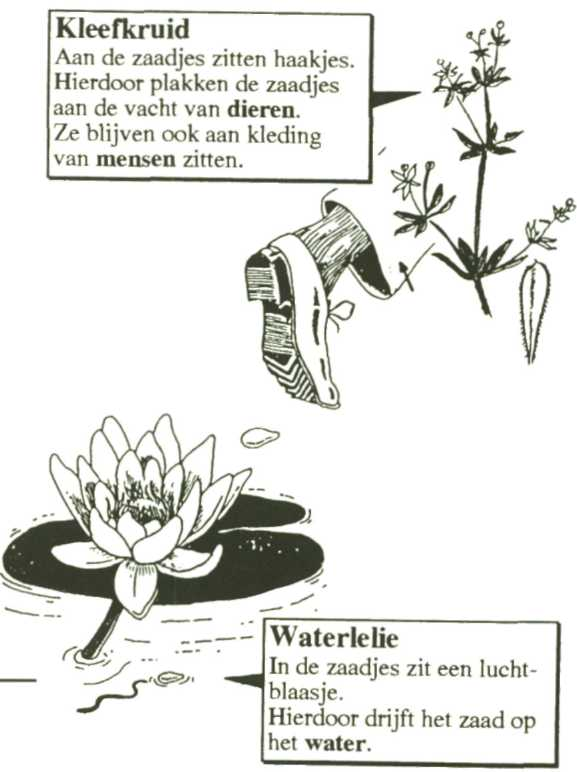 Kleefkruid
Aan de zaadjes zitten haakjes.
Hierdoor plakken de zaadjes
aan de vacht van dieren.
Ze blijven ook aan kleding
van mensen zitten.
Waterlelie
In de zaadjes zit een lucht-
blaasje.
Hierdoor drijft het zaad op
het water.